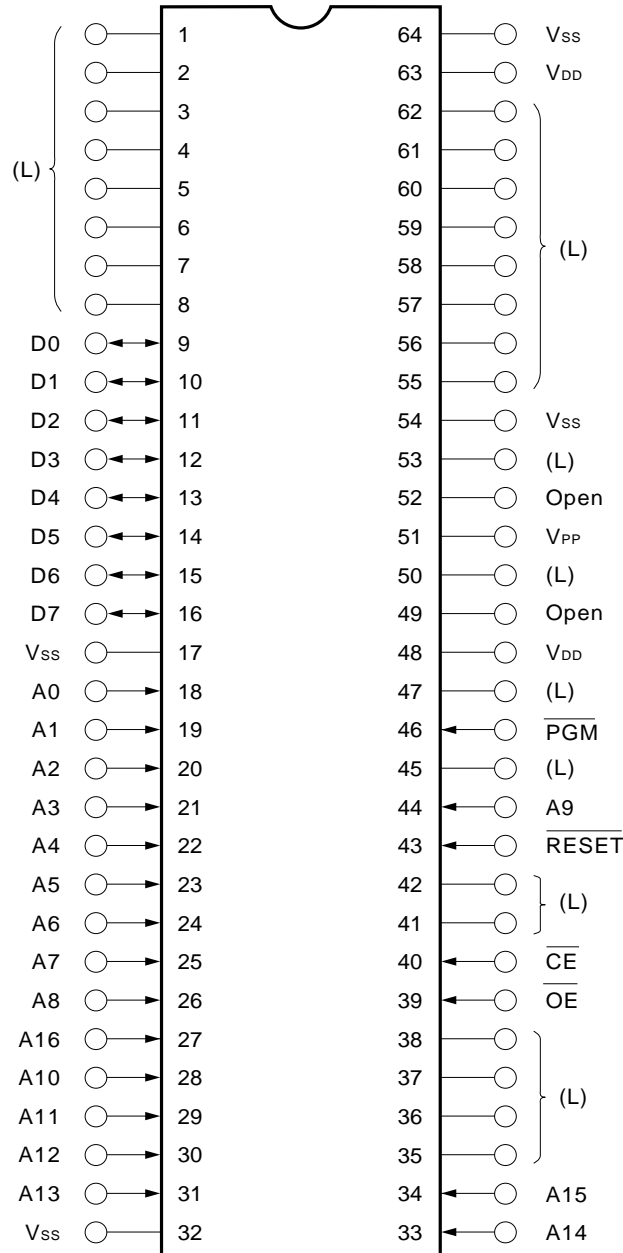 1 64 VSS
2 63 VDD
3 62
4 61
(L)
5 60
6 59
7 58
(L)
8 57
D0 9 56
D1 10 55
D2 11 54 VSS
D3 12 53 (L)
D4 13 52 Open
D5 14 51 VPP
D6 15 50 (L)
D7 16 49 Open
VSS 17 48 VDD
A0 18 47 (L)
A1 19 46 PGM
A2 20 45 (L)
A3 21 44 A9
A4 22 43 RESET
A5 23 42
(L)
A6 24 41
A7 25 40 CE
A8 26 39 OE
A16 27 38
A10 28 37
(L)
A11 29 36
A12 30 35
A13 31 34 A15
VSS 32 33 A14